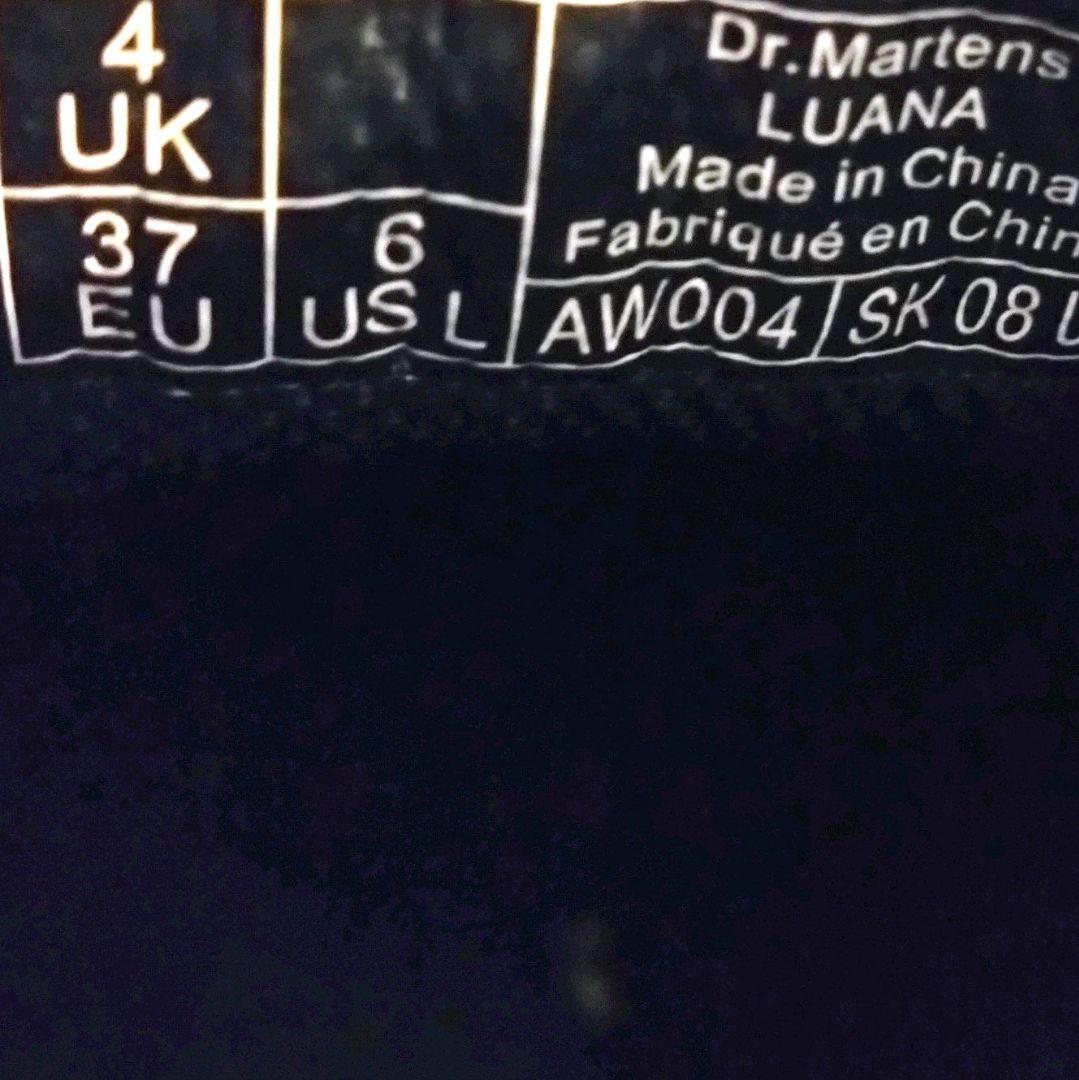 4
UK
37
EU
6
US L
Dr.Martens
LUANA
Made in China
Fabriqué en Chin
AW004
SK 08